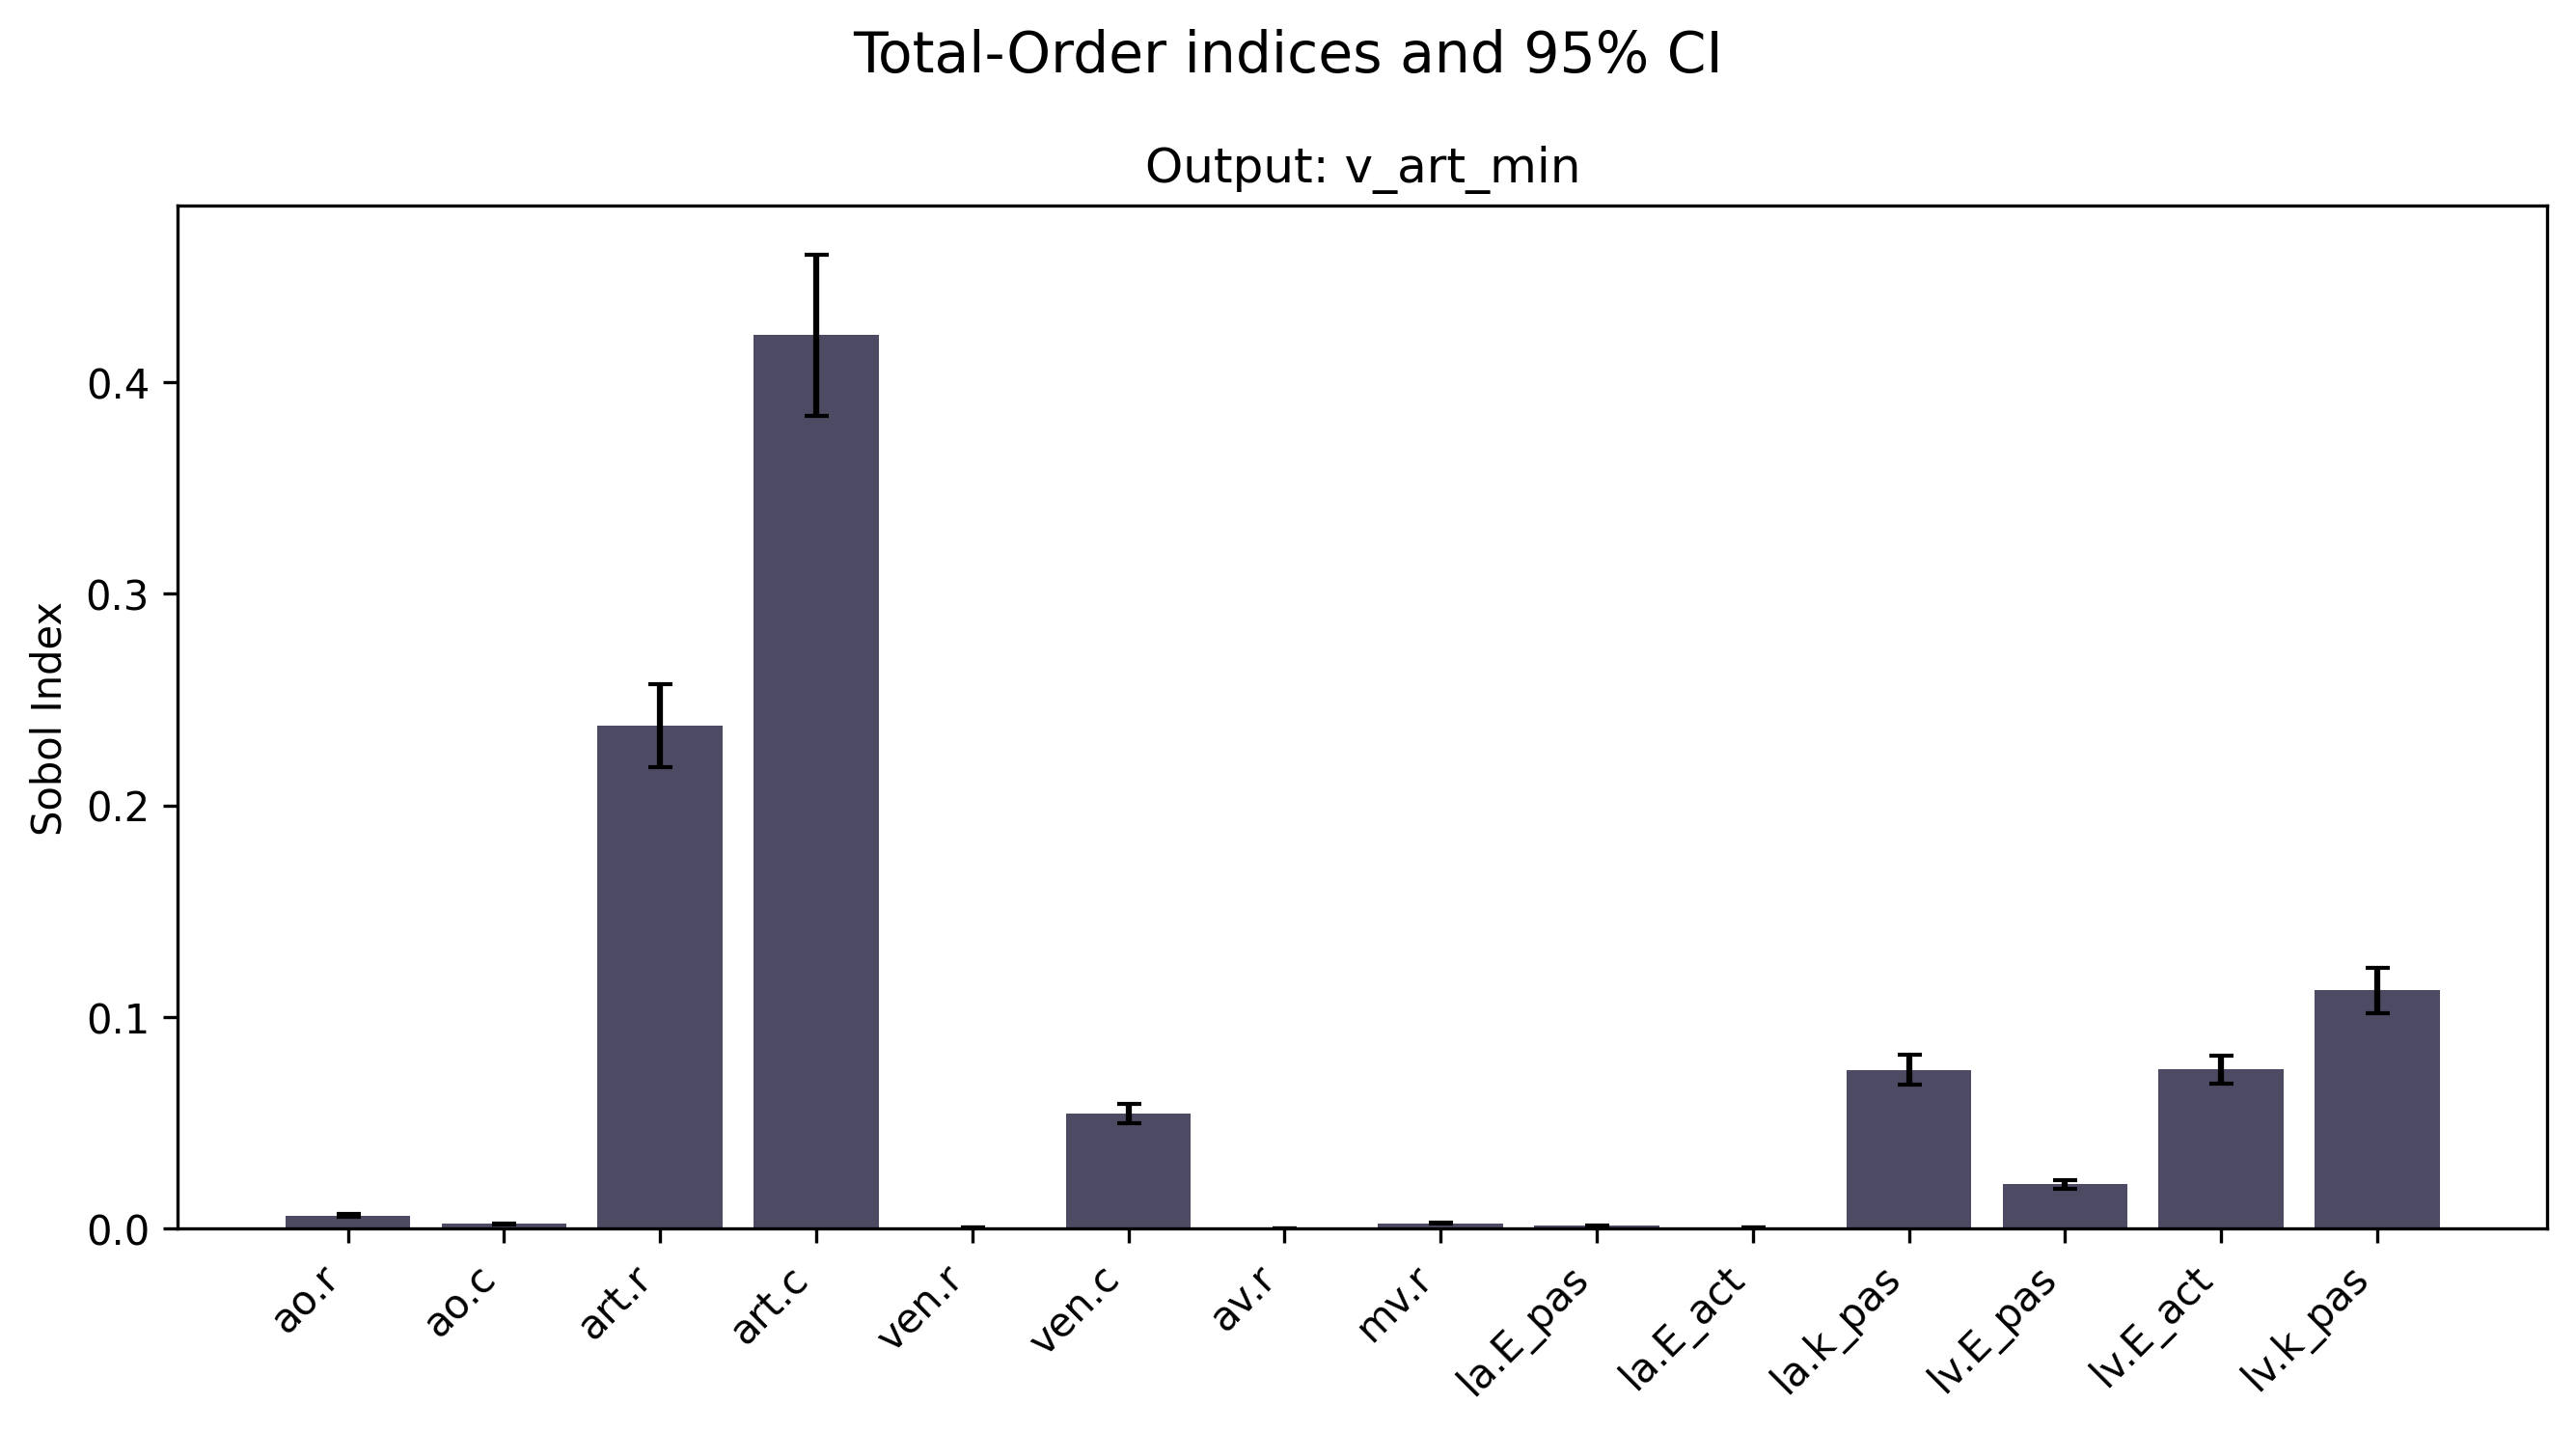 Total-Order indices and 95% CI
Output: v_art_min
Sobol Index
0.4
0.3
0.2
0.1
0.0
ao.r
ao.c
art.r
art.c
ven.r
ven.c
av.r
mv.r
la.E_pas
la.E_act
la.k_pas
lv.E_pas
lv.E_act
lv.k_pas